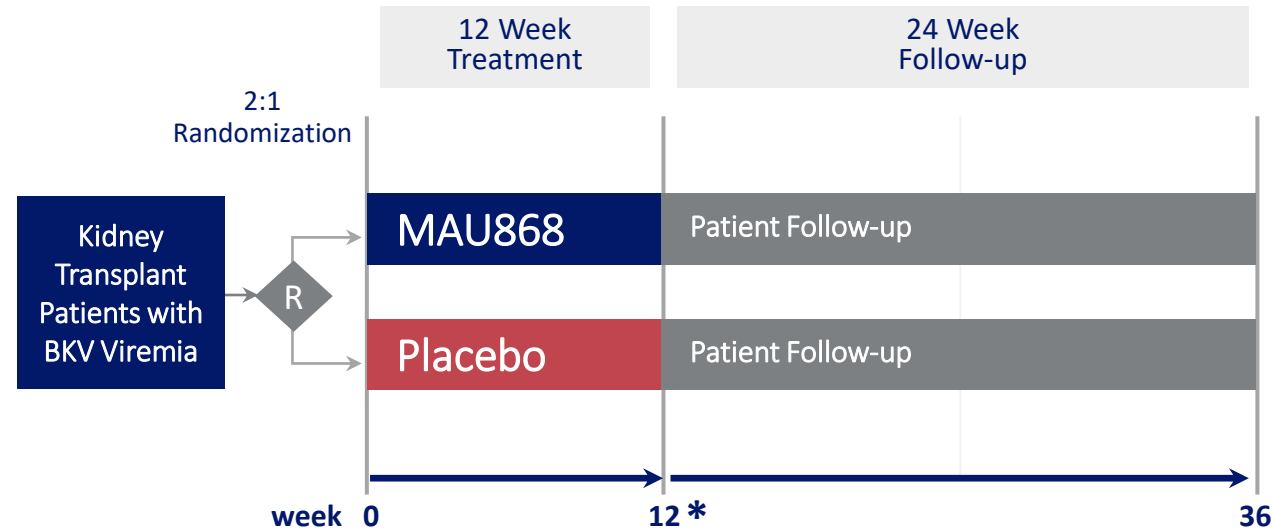 12 Week
Treatment
24 Week
Follow-up
2:1
Randomization
Kidney
Transplant
Patients with
BKV Viremia
R
MAU868
Patient Follow-up
Placebo
Patient Follow-up
week 0 12 * 36